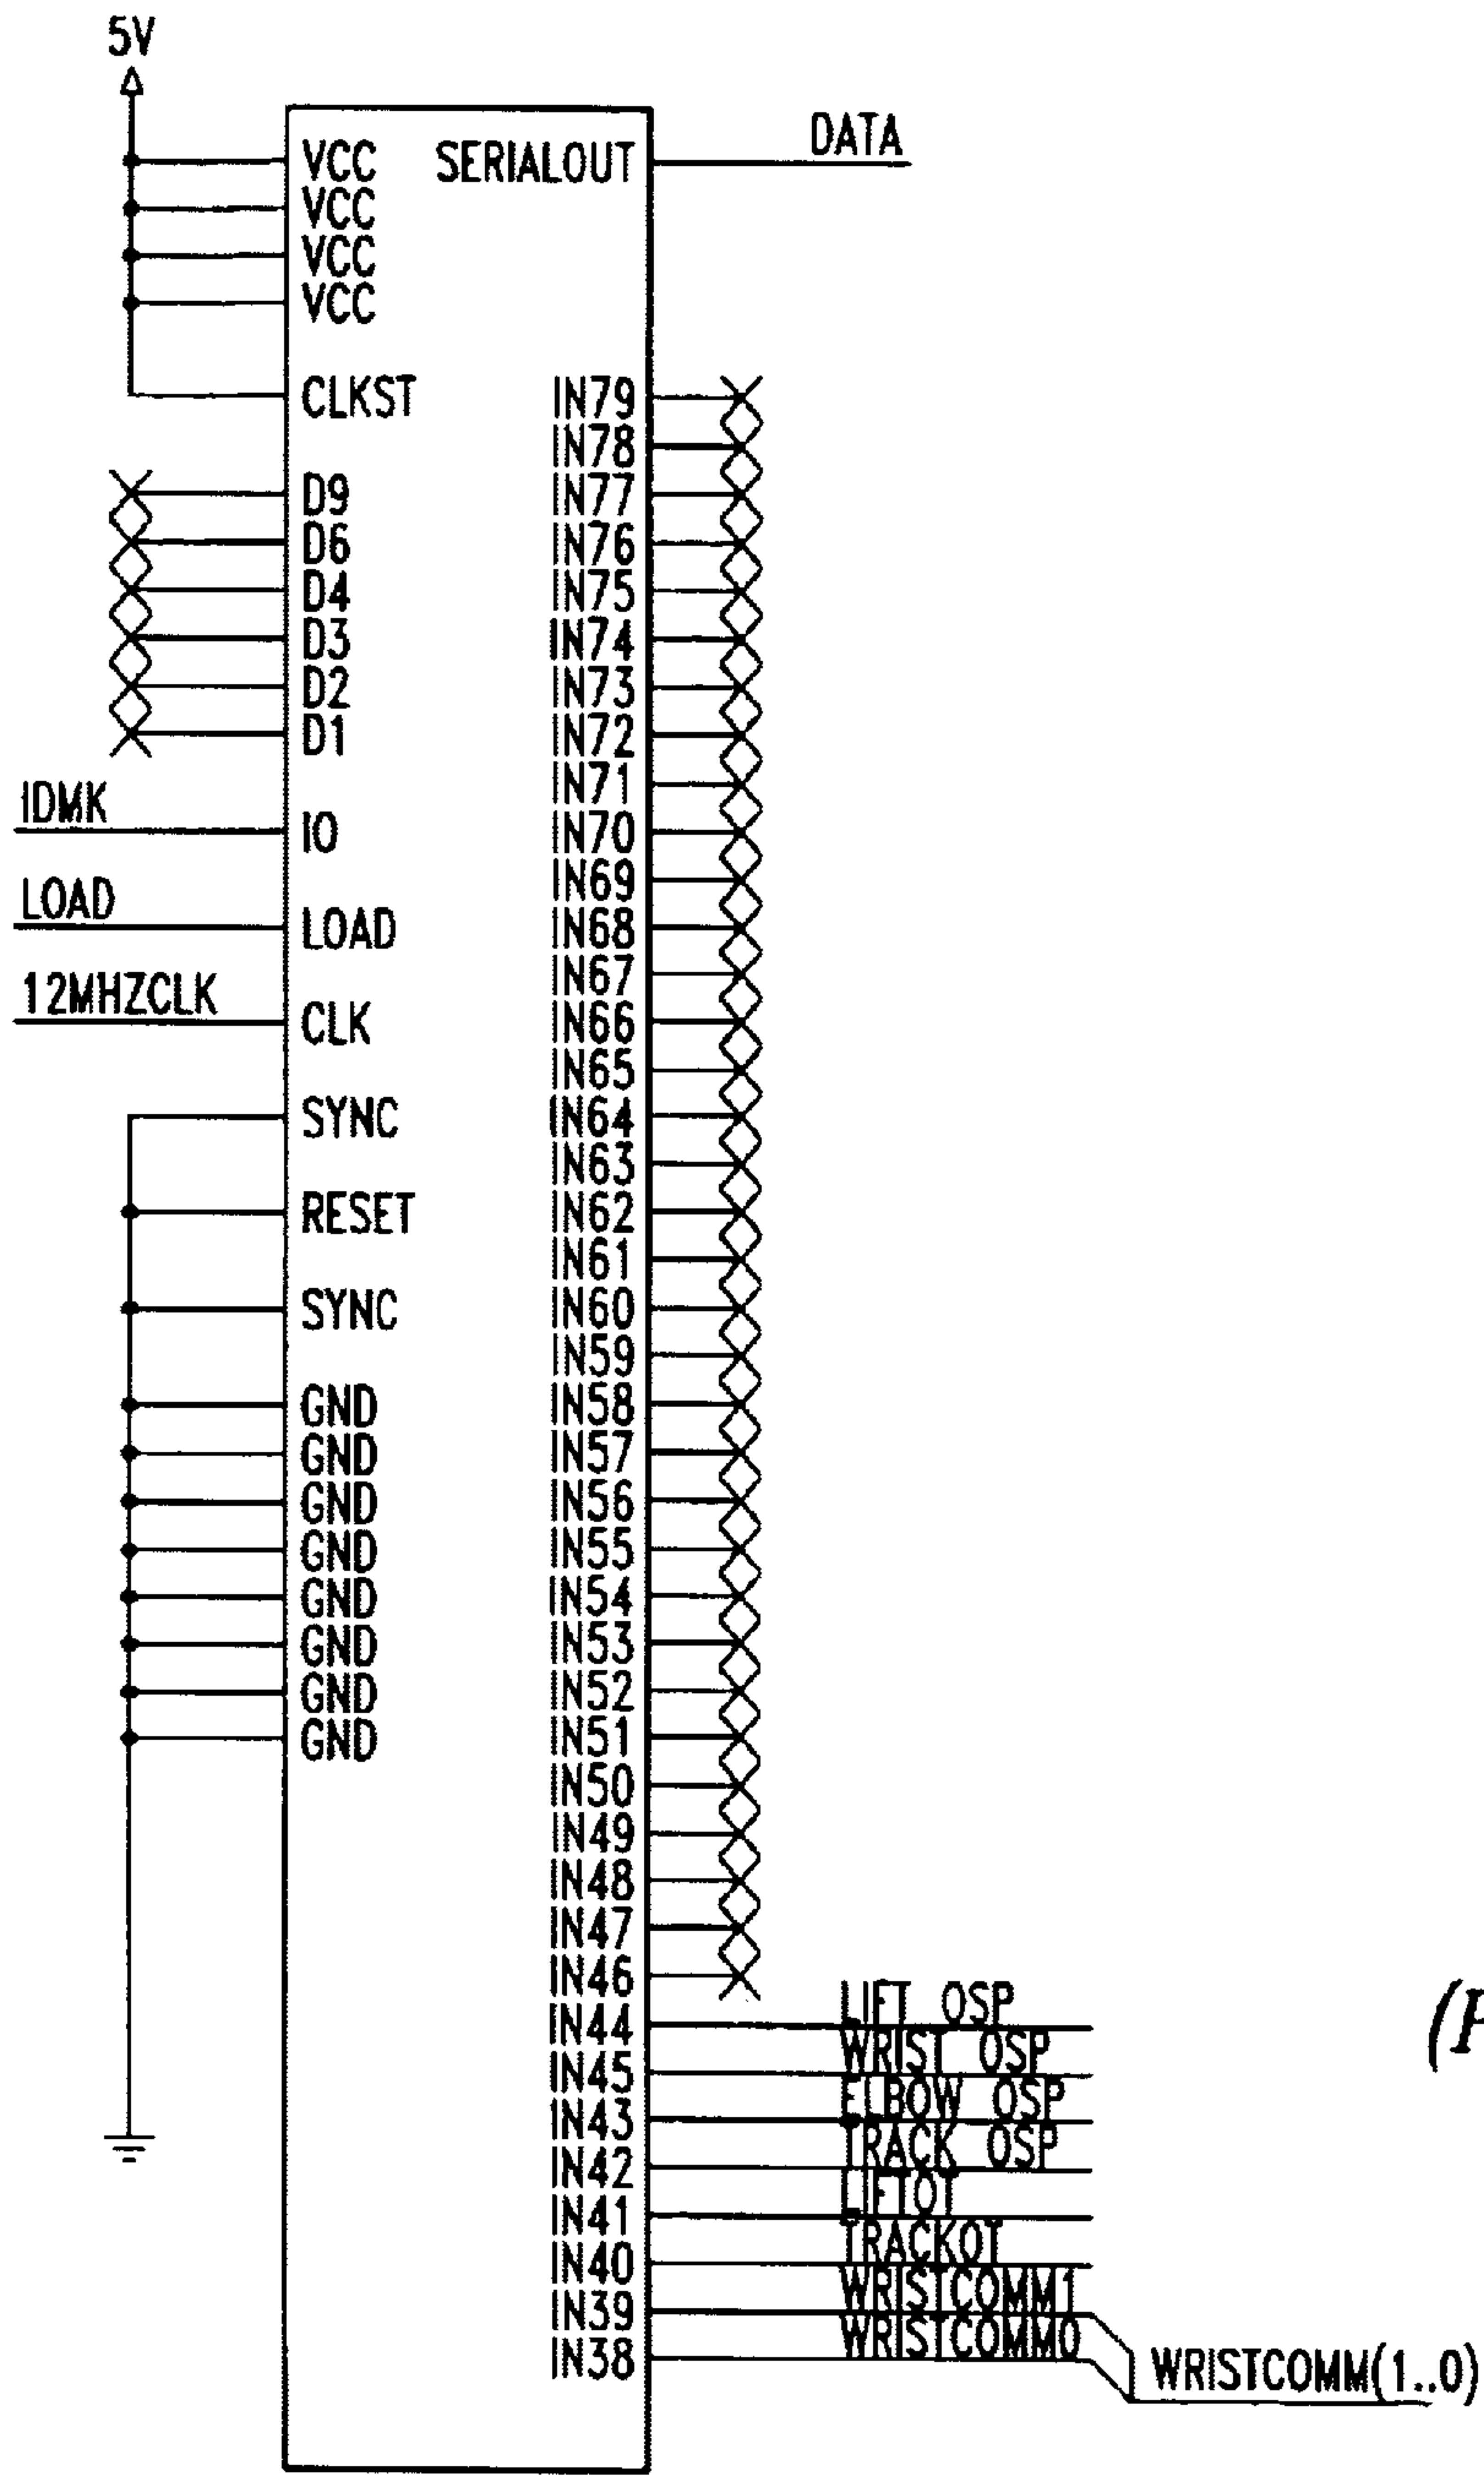 5V
VCC SERIALOUT DATA
VCC
VCC
VCC
CLKST IN79
IN78
D9 IN77
D6 IN76
D4 IN75
D3 IN74
D2 IN73
D1 IN72
IN71
IDMK IO IN70
IN69
LOAD LOAD IN68
IN67
12MHZCLK CLK IN66
IN65
SYNC IN64
IN63
RESET IN62
IN61
SYNC IN60
IN59
GND IN58
GND IN57
GND IN56
GND IN55
GND IN54
GND IN53
GND IN52
GND IN51
IN50
IN49
IN48
IN47
IN46
IN44 LIFT OSP
IN45 WRIST OSP
IN43 ELBOW OSP
IN42 TRACK OSP
IN41 LIFTOT
IN40 TRACKOT
IN39 WRISTCOMM1
IN38 WRISTCOMM0
WRISTCOMM(1..0)